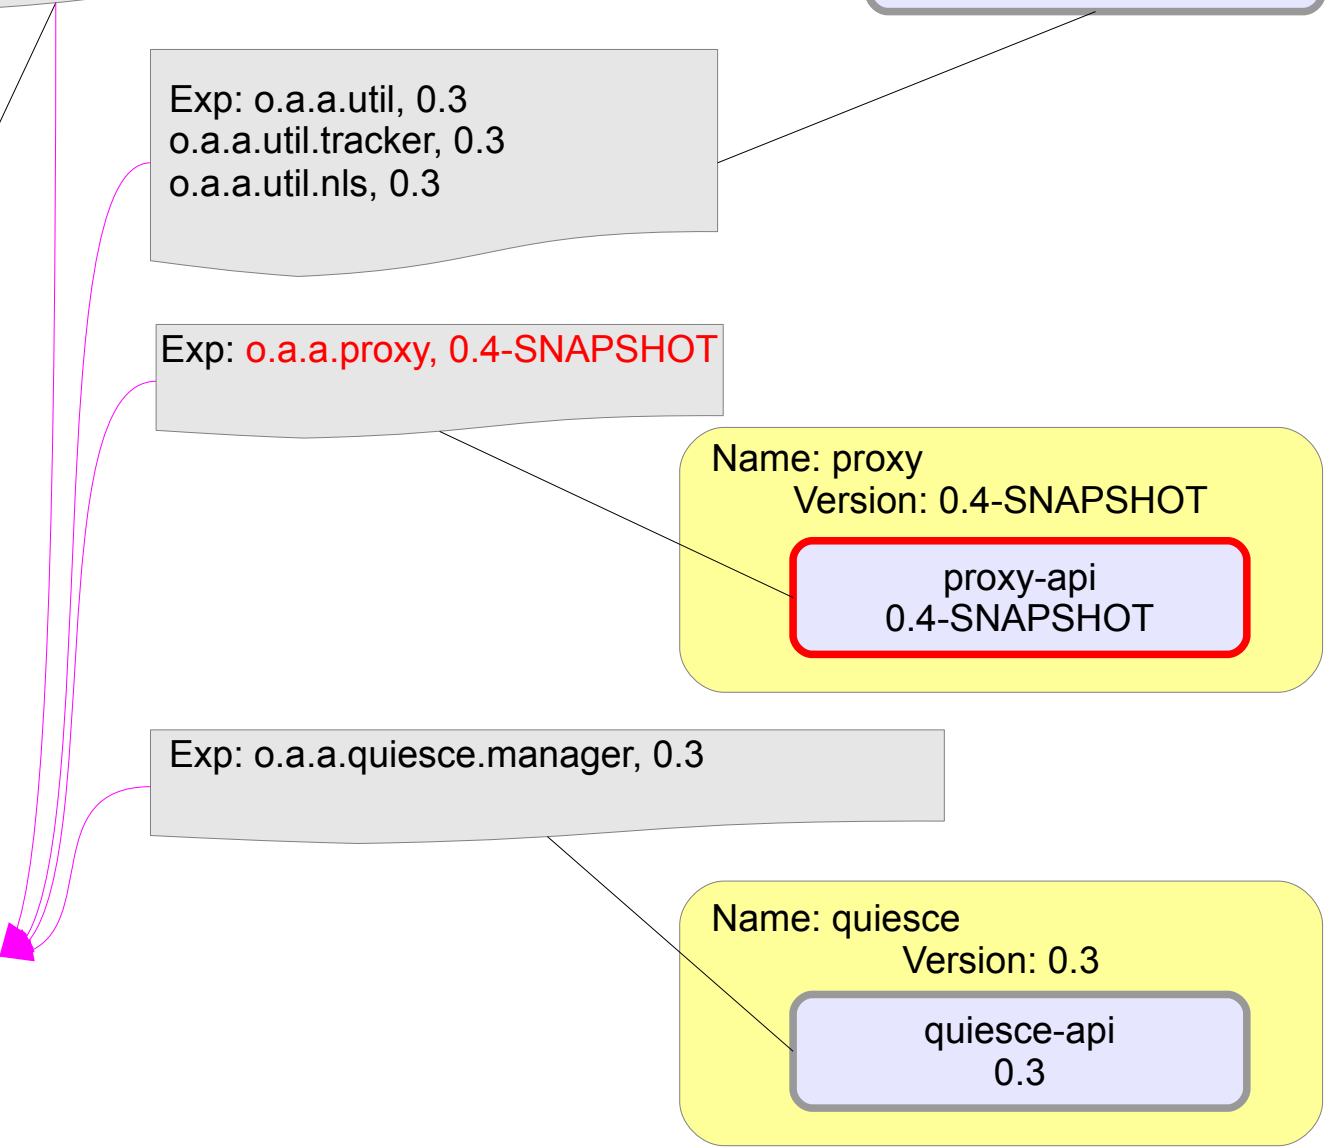 Exp: o.a.a.util, 0.3
o.a.a.util.tracker, 0.3
o.a.a.util.nls, 0.3
Exp: o.a.a.proxy, 0.4-SNAPSHOT
Name: proxy
Version: 0.4-SNAPSHOT
proxy-api
0.4-SNAPSHOT
Exp: o.a.a.quiesce.manager, 0.3
Name: quiesce
Version: 0.3
quiesce-api
0.3